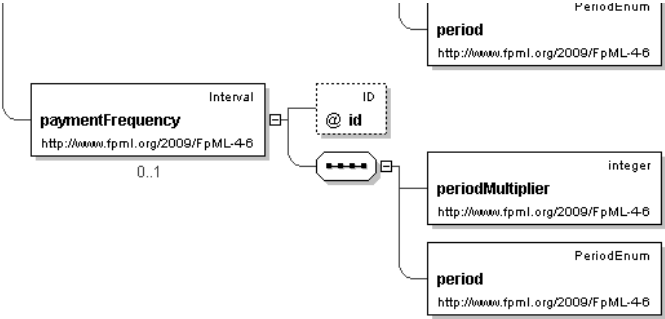 PeriodEnum
period
http://www.fpml.org/2009/FpML-4-6
Interval
paymentFrequency
http://www.fpml.org/2009/FpML-4-6
0..1
ID
@ id
integer
periodMultiplier
http://www.fpml.org/2009/FpML-4-6
PeriodEnum
period
http://www.fpml.org/2009/FpML-4-6